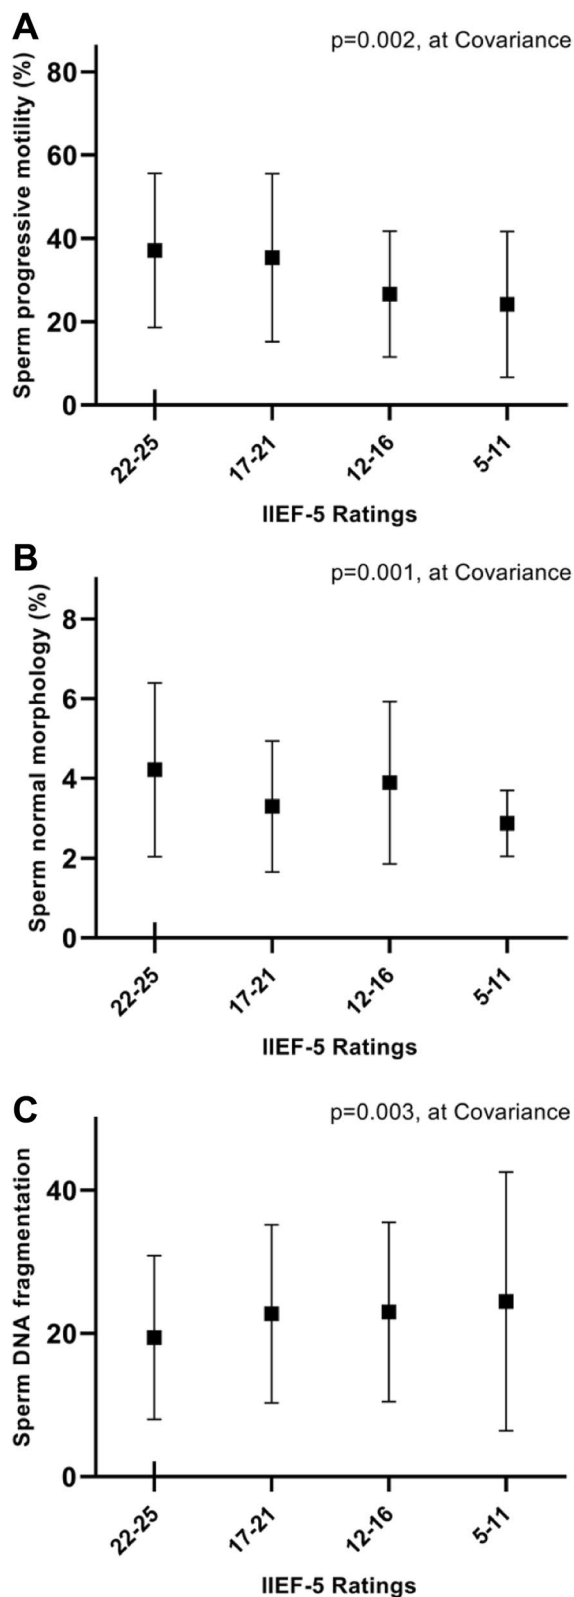 A
p=0.002, at Covariance
Sperm progressive motility (%)
80
60
40
20
0
22-25
17-21
12-16
5-11
IIEF-5 Ratings
B
p=0.001, at Covariance
Sperm normal morphology (%)
8
6
4
2
0
22-25
17-21
12-16
5-11
IIEF-5 Ratings
C
p=0.003, at Covariance
Sperm DNA fragmentation
40
20
0
22-25
17-21
12-16
5-11
IIEF-5 Ratings